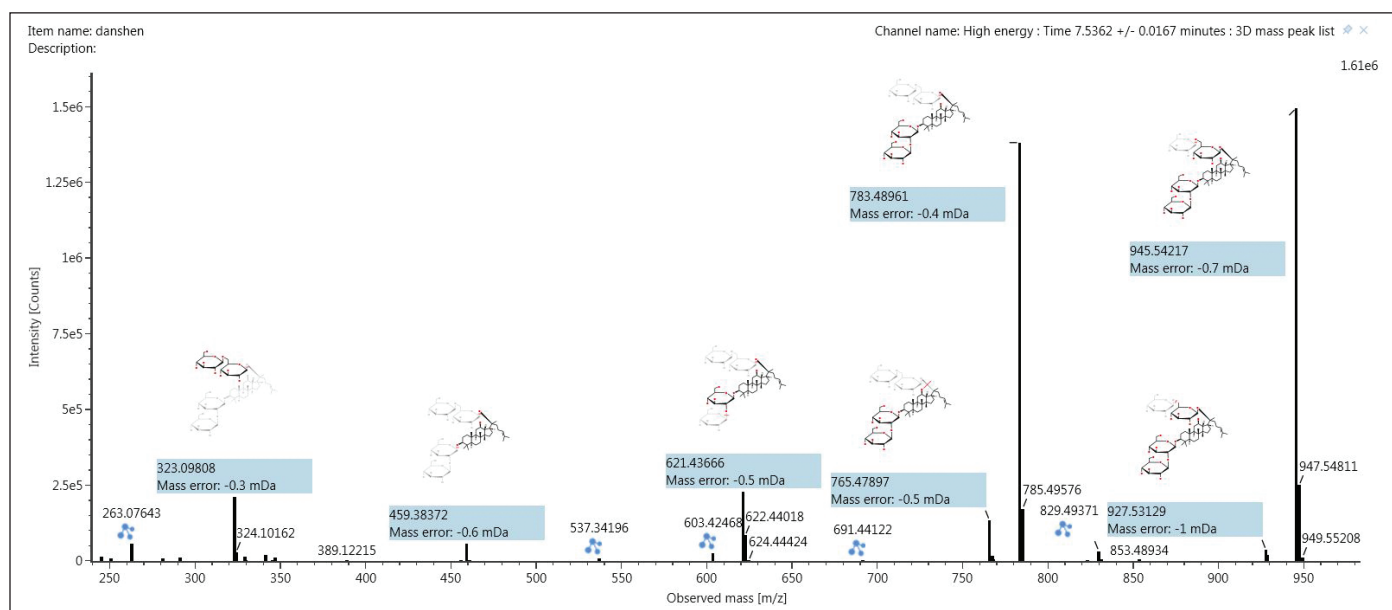 Item name: danshen
Description:
Channel name: High energy : Time 7.5362 +/- 0.0167 minutes : 3D mass peak list
1.61e6
1.5e6
1.25e6
1e6
7.5e5
5e5
2.5e5
0
Intensity [Counts]
783.48961
Mass error: -0.4 mDa
945.54217
Mass error: -0.7 mDa
323.09808
Mass error: -0.3 mDa
459.38372
Mass error: -0.6 mDa
621.43666
Mass error: -0.5 mDa
765.47897
Mass error: -0.5 mDa
927.53129
Mass error: -1 mDa
263.07643
324.10162
389.12215
537.34196
603.42468
622.44018
624.44424
691.44122
785.49576
829.49371
853.48934
947.54811
949.55208
250
300
350
400
450
500
550
600
650
700
750
800
850
900
950
Observed mass [m/z]